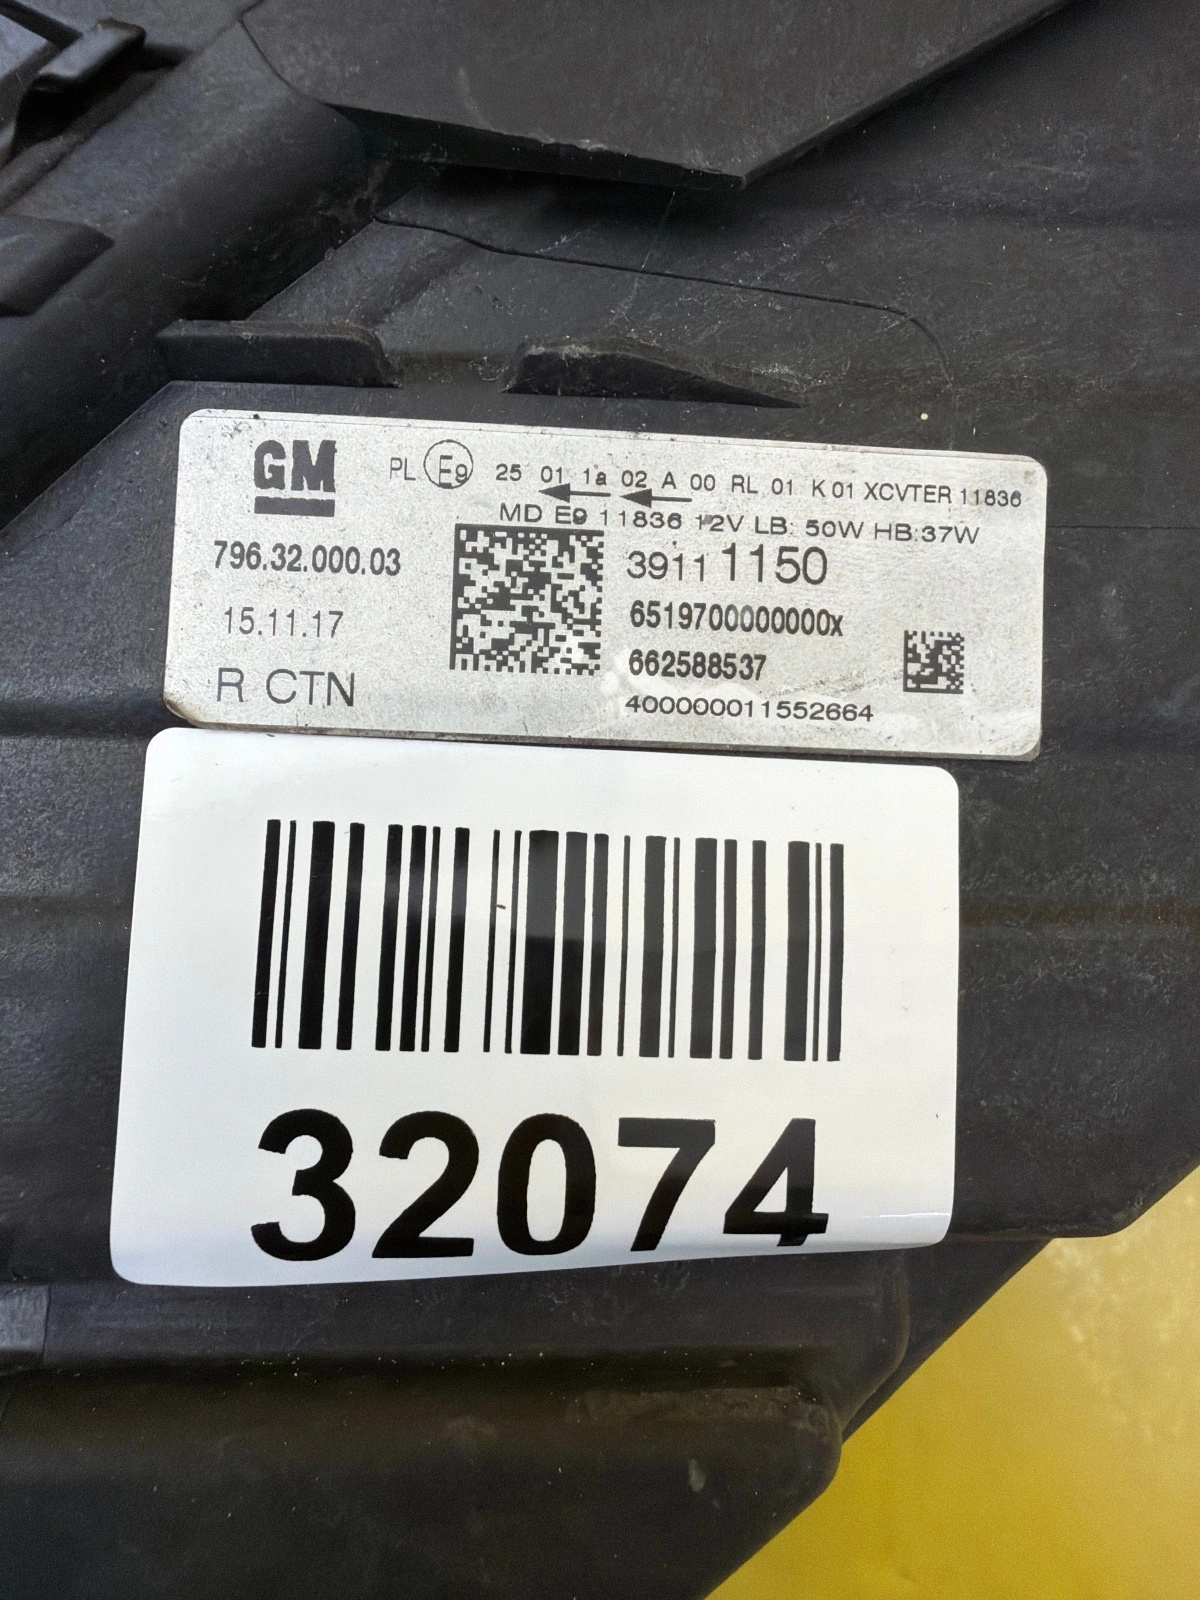 GM
PL E9 25 01 1a 02 A 00 RL 01 K 01 XCVTER 11836
MD E9 11836 12V LB: 50W HB:37W
796.32.000.03
39111150
15.11.17
6519700000000x
662588537
R CTN
400000011552664
32074